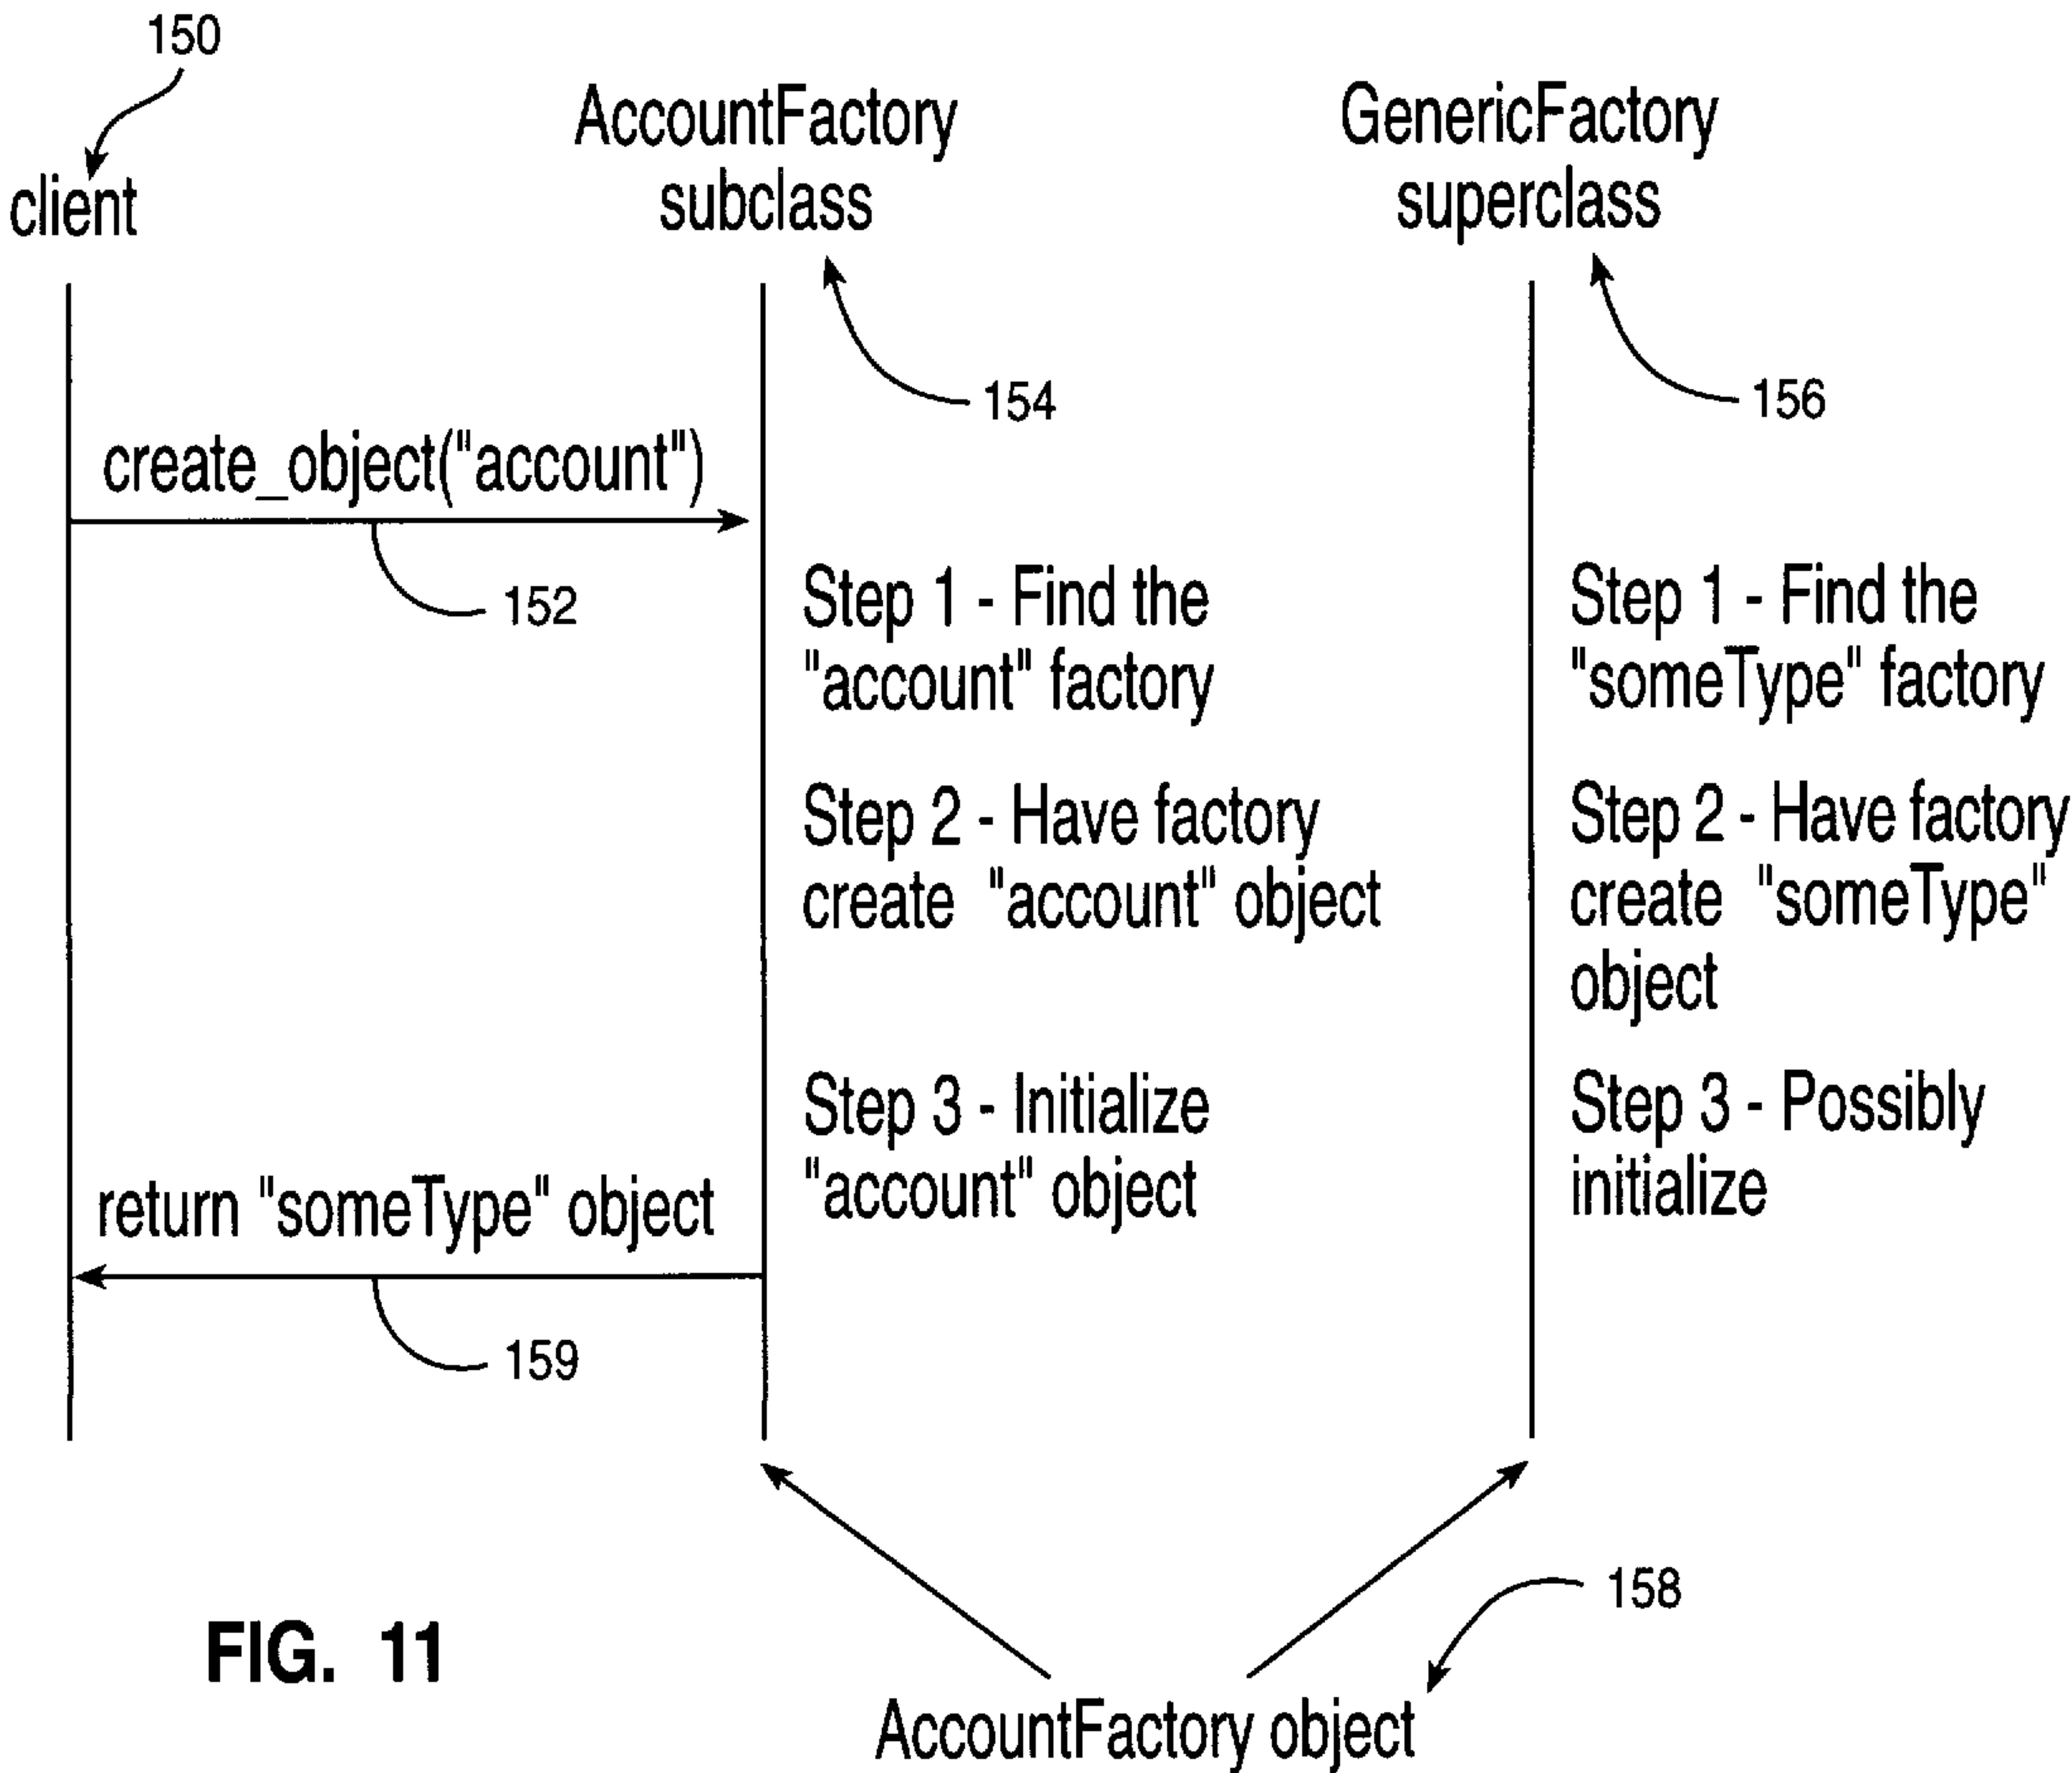 150
client
AccountFactory
subclass
GenericFactory
superclass
154
156
create_object("account")
152
Step 1 - Find the
"account" factory
Step 2 - Have factory
create "account" object
Step 3 - Initialize
"account" object
Step 1 - Find the
"someType" factory
Step 2 - Have factory
create "someType"
object
Step 3 - Possibly
initialize
return "someType" object
159
158
AccountFactory object
FIG. 11